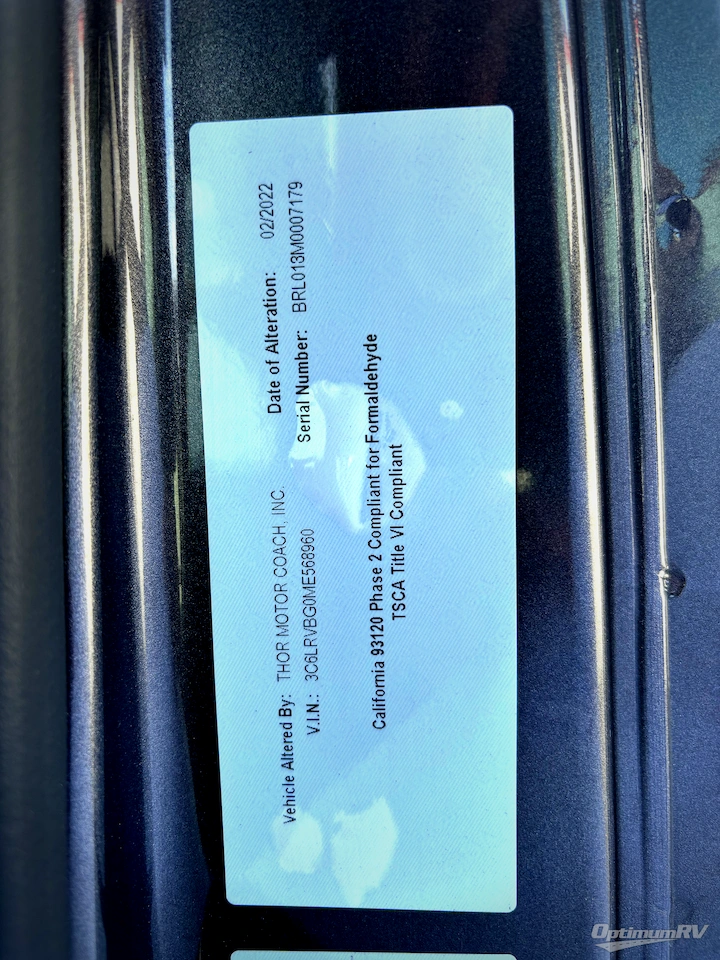 Vehicle Altered By: THOR MOTOR COACH, INC. Date of Alteration: 02/2022
V.I.N.: 3C6LRVBG0ME568960 Serial Number: BRL013M0007179
California 93120 Phase 2 Compliant for Formaldehyde
TSCA Title VI Compliant
OptimumRV